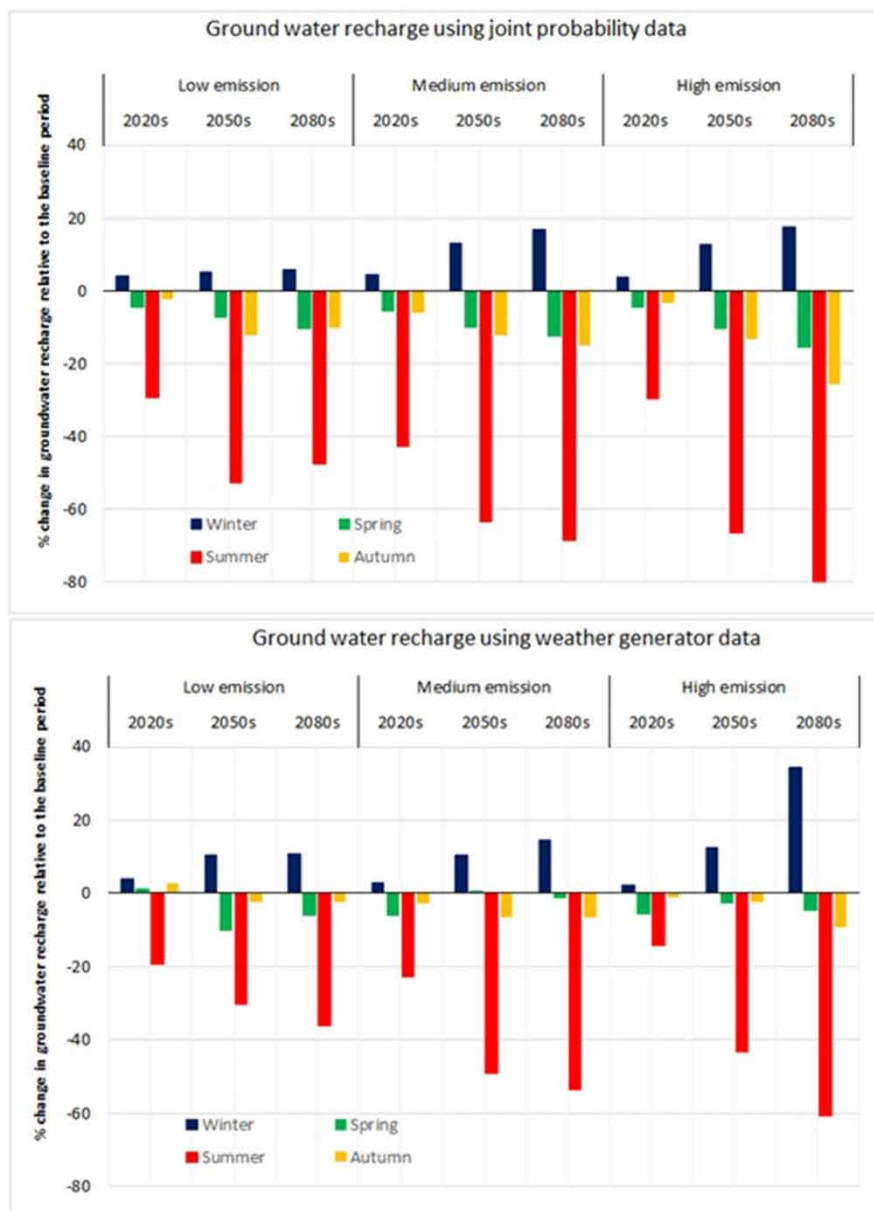 Ground water recharge using joint probability data
Low emission Medium emission High emission
2020s 2050s 2080s 2020s 2050s 2080s 2020s 2050s 2080s
% change in groundwater recharge relative to the baseline period
40
20
0
-20
-40
-60
-80
Winter Spring
Summer Autumn
Ground water recharge using weather generator data
Low emission Medium emission High emission
2020s 2050s 2080s 2020s 2050s 2080s 2020s 2050s 2080s
% change in groundwater recharge relative to the baseline period
40
20
0
-20
-40
-60
-80
Winter Spring
Summer Autumn